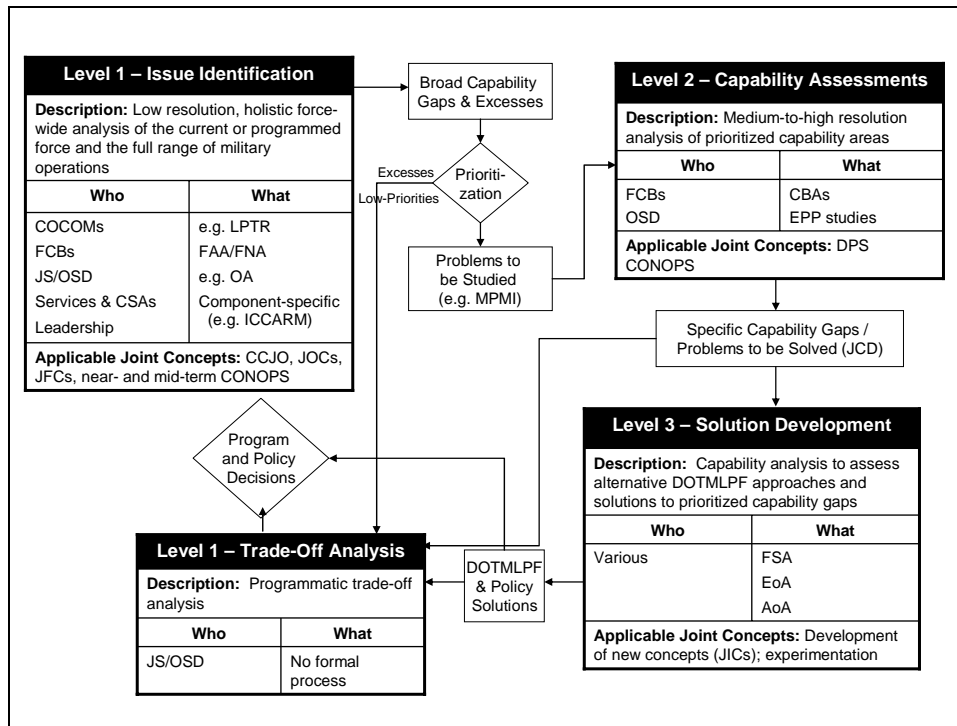 Level 1 – Issue Identification
Description: Low resolution, holistic force-
wide analysis of the current or programmed
force and the full range of military
operations
Who What
COCOMs e.g. LPTR
FCBs FAA/FNA
JS/OSD e.g. OA
Services & CSAs Component-specific
(e.g. ICCARM)
Leadership
Applicable Joint Concepts: CCJO, JOCs,
JFCs, near- and mid-term CONOPS
Broad Capability
Gaps & Excesses
Prioriti-
zation
Excesses
Low-Priorities
Problems to
be Studied
(e.g. MPMI)
Level 2 – Capability Assessments
Description: Medium-to-high resolution
analysis of prioritized capability areas
Who What
FCBs CBAs
OSD EPP studies
Applicable Joint Concepts: DPS
CONOPS
Specific Capability Gaps /
Problems to be Solved (JCD)
Level 3 – Solution Development
Description: Capability analysis to assess
alternative DOTMLPF approaches and
solutions to prioritized capability gaps
Who What
Various FSA
EoA
AoA
Applicable Joint Concepts: Development
of new concepts (JICs); experimentation
DOTMLPF
& Policy
Solutions
Program
and Policy
Decisions
Level 1 – Trade-Off Analysis
Description: Programmatic trade-off
analysis
Who What
JS/OSD No formal
process